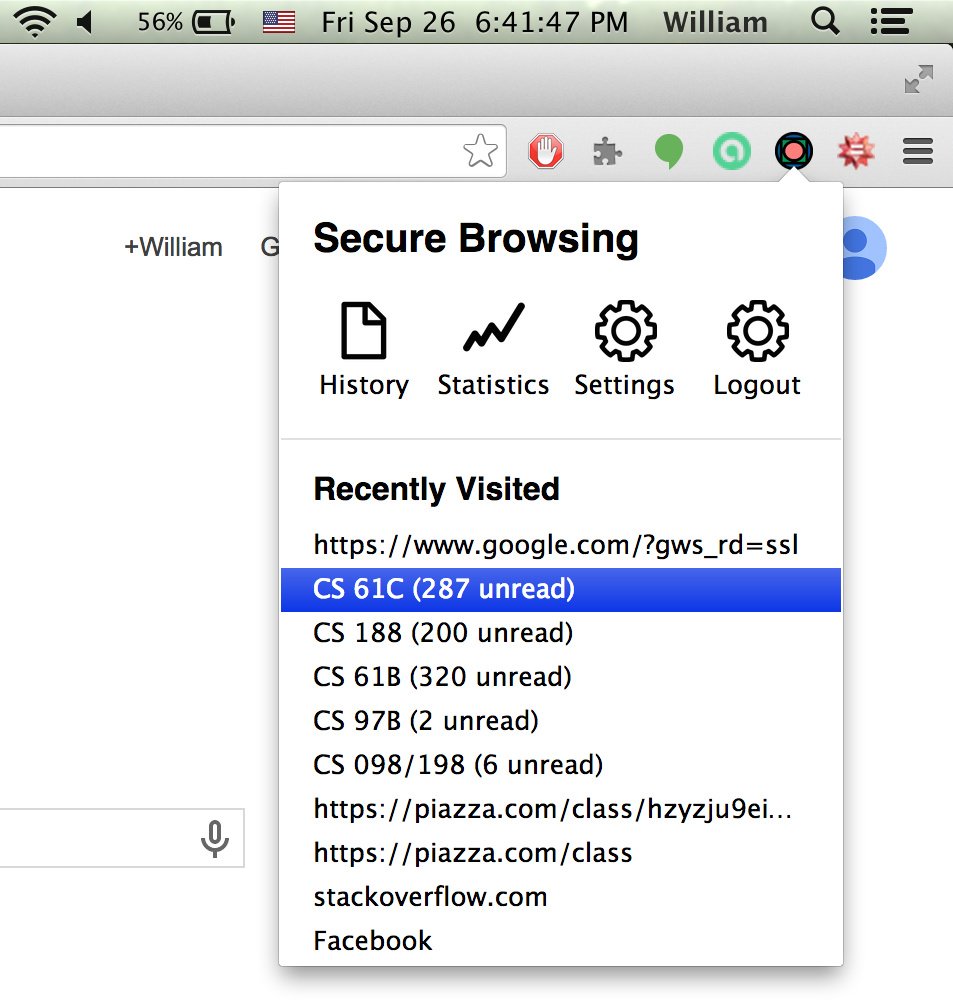 56% Fri Sep 26 6:41:47 PM William
+William G
Secure Browsing
History Statistics Settings Logout
Recently Visited
https://www.google.com/?gws_rd=ssl
CS 61C (287 unread)
CS 188 (200 unread)
CS 61B (320 unread)
CS 97B (2 unread)
CS 098/198 (6 unread)
https://piazza.com/class/hzyzju9ei...
https://piazza.com/class
stackoverflow.com
Facebook